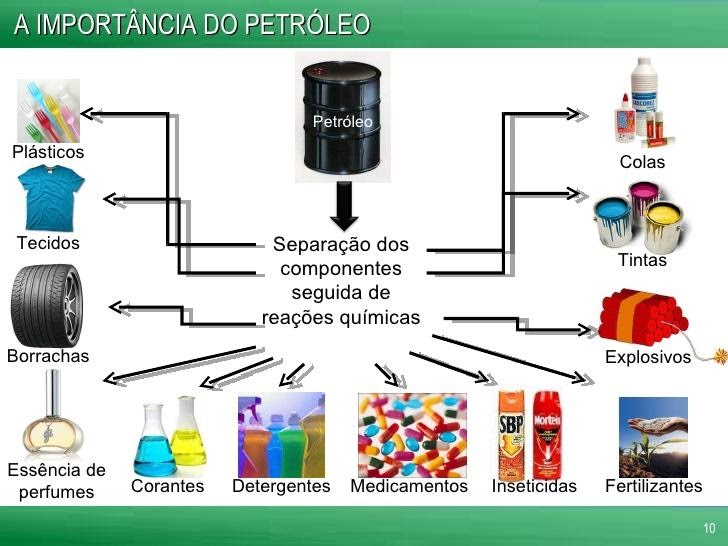 A IMPORTÂNCIA DO PETRÓLEO
Petróleo
Plásticos
Colas
Tecidos
Tintas
Separação dos
componentes
seguida de
reações químicas
Borrachas
Explosivos
SBP
Mortein
Essência de
perfumes
Corantes
Detergentes
Medicamentos
Inseticidas
Fertilizantes
10